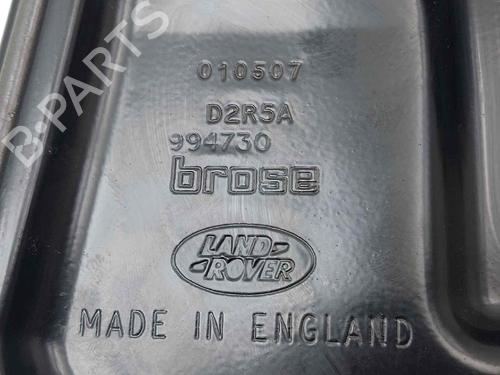 010507
D2R5A
994730
brose
LAND-
ROVER
MADE IN ENGLAND
B-PARTS